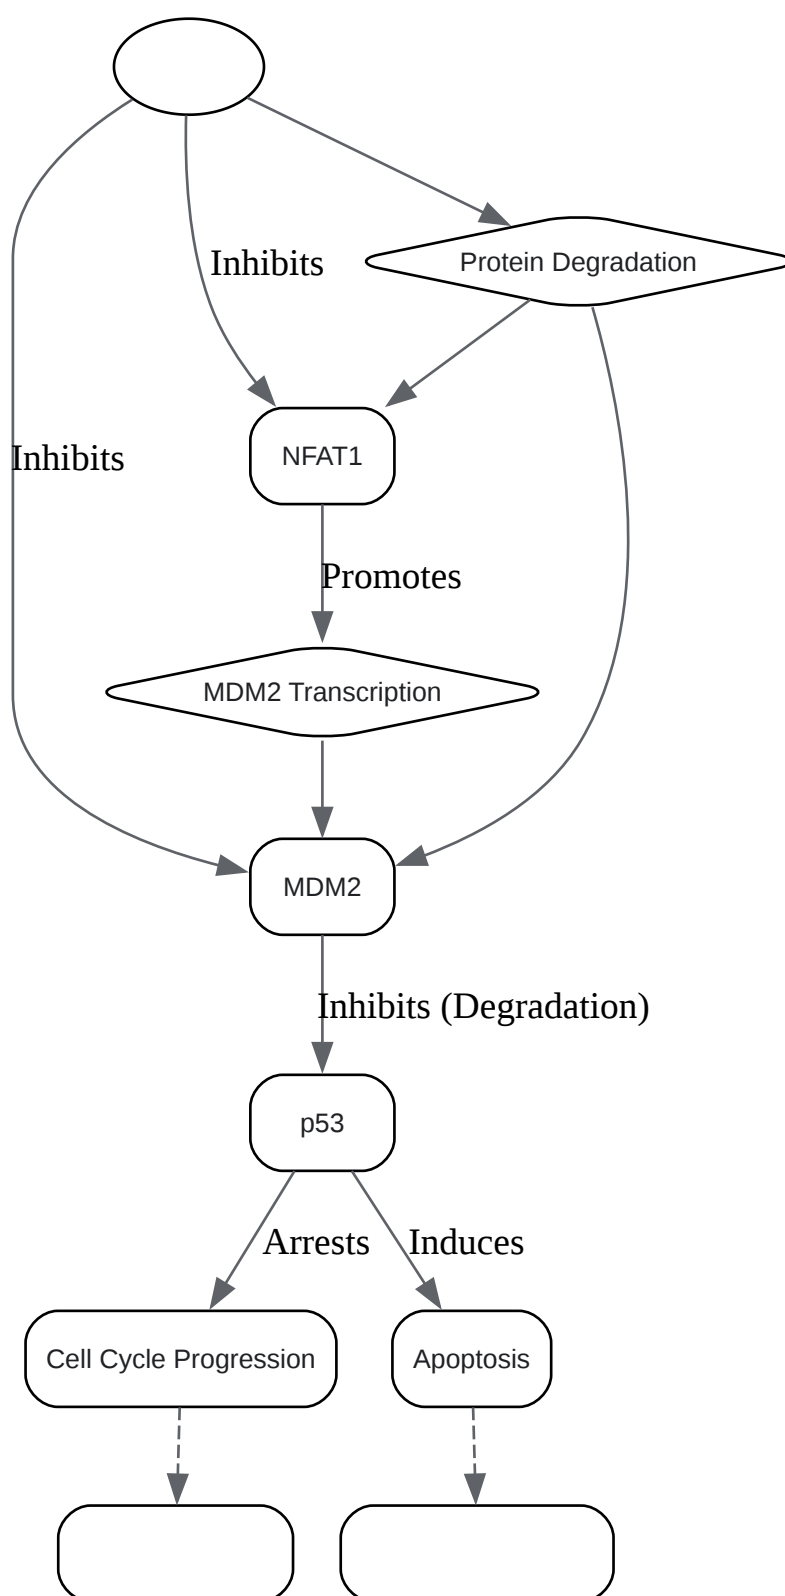 Inhibits
Protein Degradation
Inhibits
NFAT1
Promotes
MDM2 Transcription
MDM2
Inhibits (Degradation)
p53
Arrests
Induces
Cell Cycle Progression
Apoptosis